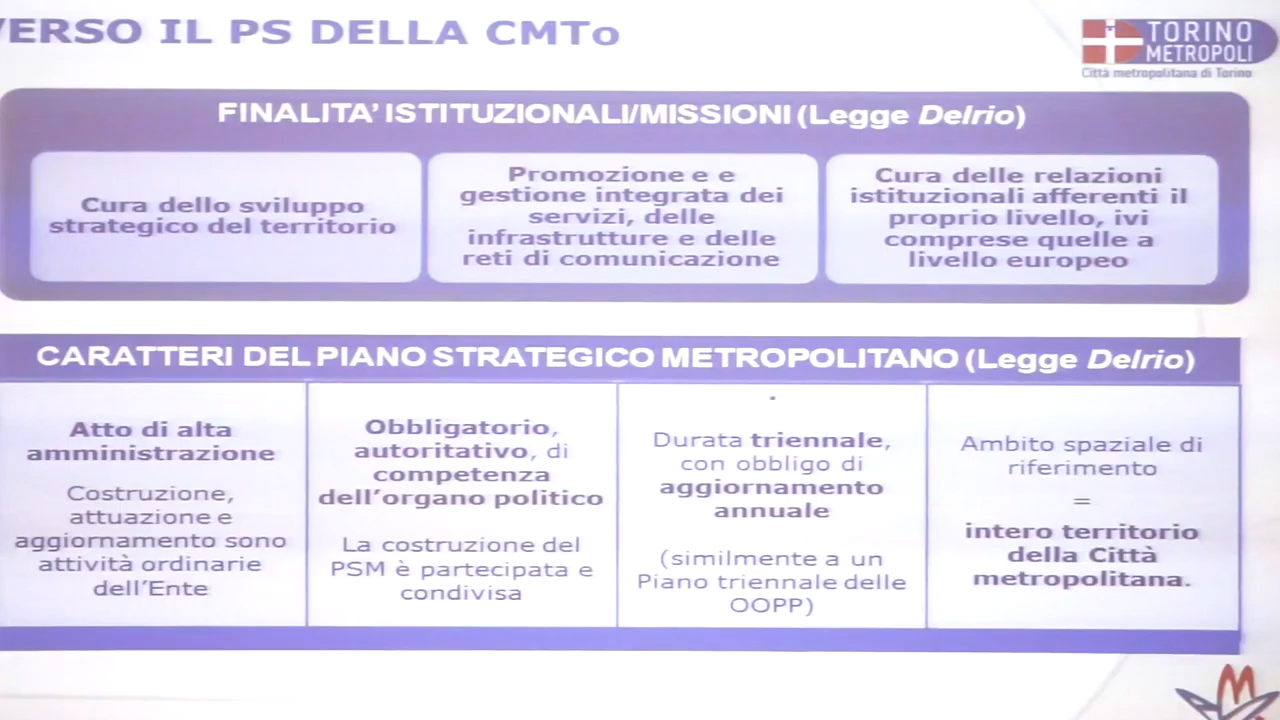 VERSO IL PS DELLA CMTo
TORINO
METROPOLI
Città metropolitana di Torino
FINALITA' ISTITUZIONALI/MISSIONI (Legge Delrio)
Cura dello sviluppo
strategico del territorio
Promozione e e
gestione integrata dei
servizi, delle
infrastrutture e delle
reti di comunicazione
Cura delle relazioni
istituzionali afferenti il
proprio livello, ivi
comprese quelle a
livello europeo
CARATTERI DEL PIANO STRATEGICO METROPOLITANO (Legge Delrio)
Atto di alta
amministrazione
Costruzione,
attuazione e
aggiornamento sono
attività ordinarie
dell'Ente
Obbligatorio,
autoritativo, di
competenza
dell'organo politico
La costruzione del
PSM è partecipata e
condivisa
.
Durata triennale,
con obbligo di
aggiornamento
annuale
(similmente a un
Piano triennale delle
OOPP)
Ambito spaziale di
riferimento
=
intero territorio
della Città
metropolitana.